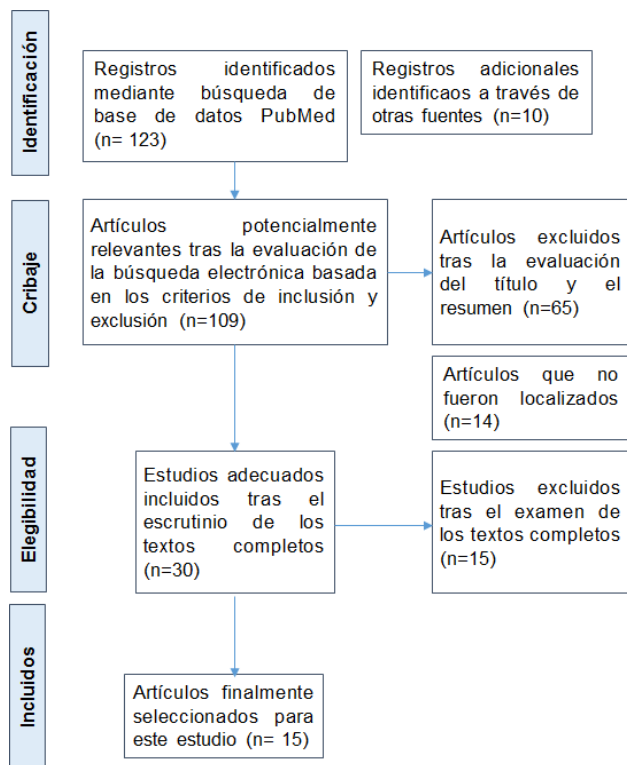 Identificación
Registros identificados
mediante búsqueda de
base de datos PubMed
(n= 123)
Registros adicionales
identificaos a través de
otras fuentes (n=10)
Cribaje
Artículos potencialmente
relevantes tras la evaluación de
la búsqueda electrónica basada
en los criterios de inclusión y
exclusión (n=109)
Artículos excluidos
tras la evaluación
del título y el
resumen (n=65)
Artículos que no
fueron localizados
(n=14)
Elegibilidad
Estudios adecuados
incluidos tras el
escrutinio de los
textos completos
(n=30)
Estudios excluidos
tras el examen de
los textos completos
(n=15)
Incluidos
Artículos finalmente
seleccionados para
este estudio (n= 15)